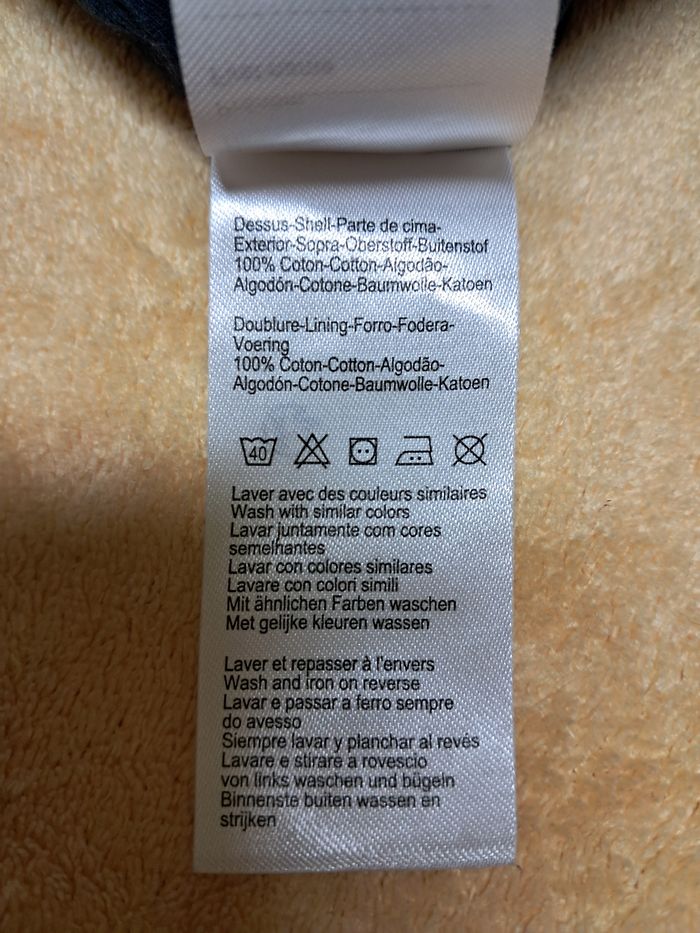 Dessus-Shell-Parte de cima-
Exterior-Sopra-Oberstoff-Buitenstof
100% Coton-Cotton-Algodão-
Algodón-Cotone-Baumwolle-Katoen
Doublure-Lining-Forro-Fodera-
Voering
100% Coton-Cotton-Algodão-
Algodón-Cotone-Baumwolle-Katoen
40
Laver avec des couleurs similaires
Wash with similar colors
Lavar juntamente com cores
semelhantes
Lavar con colores similares
Lavare con colori simili
Mit ähnlichen Farben waschen
Met gelijke kleuren wassen
Laver et repasser à l'envers
Wash and iron on reverse
Lavar e passar a ferro sempre
do avesso
Siempre lavar y planchar al revés
Lavare e stirare a rovescio
von links waschen und bügeln
Binnenste buiten wassen en
strijken